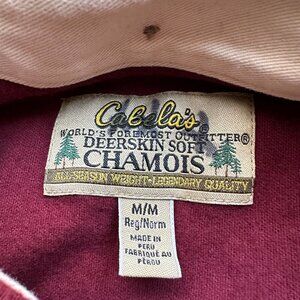 Cabela's®
WORLD'S FOREMOST OUTFITTER®
DEERSKIN SOFT
CHAMOIS
ALL-SEASON WEIGHT·LEGENDARY QUALITY
M/M
Reg/Norm
MADE IN
PERU
FABRIQUÉ AU
PÉROU